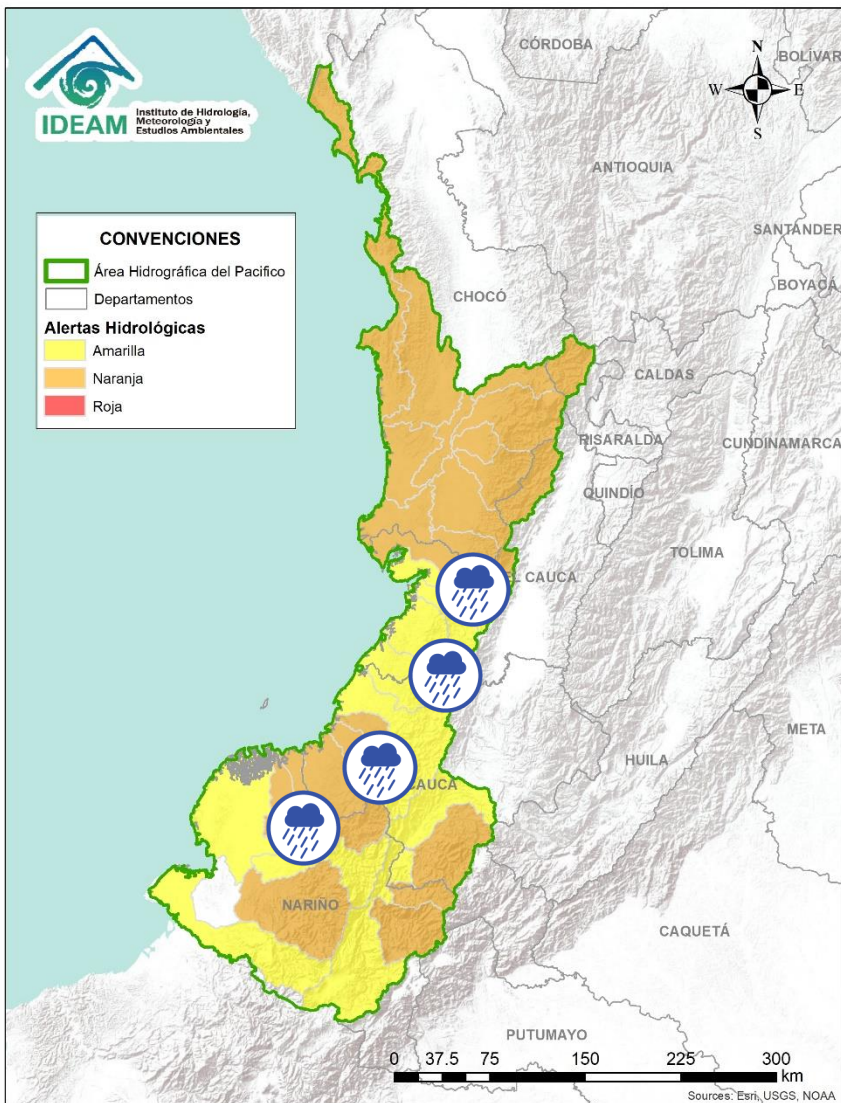 IDEAM
Instituto de Hidrología,
Meteorología y
Estudios Ambientales
N
W
E
S
CÓRDOBA
BOLÍVAR
ANTIOQUIA
SANTANDER
BOYACÁ
CONVENCIONES
Área Hidrográfica del Pacifico
Departamentos
Alertas Hidrológicas
Amarilla
Naranja
Roja
CHOCÓ
CALDAS
RISARALDA
CUNDINAMARCA
QUINDÍO
TOLIMA
EL CAUCA
META
HUILA
CAUCA
NARIÑO
CAQUETÁ
PUTUMAYO
0 37.5 75 150 225 300
km
Sources: Esri, USGS, NOAA